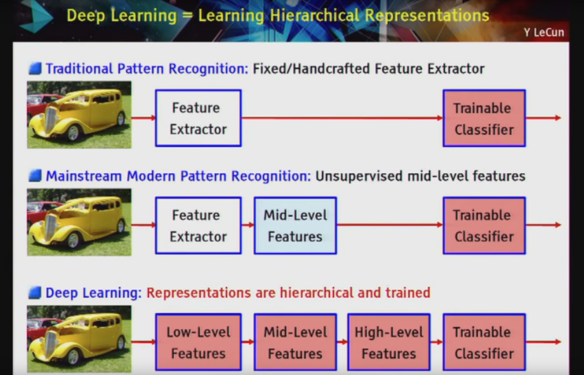 Deep Learning = Learning Hierarchical Representations
Y LeCun
Traditional Pattern Recognition: Fixed/Handcrafted Feature Extractor
Feature
Extractor
Trainable
Classifier
Mainstream Modern Pattern Recognition: Unsupervised mid-level features
Feature
Extractor
Mid-Level
Features
Trainable
Classifier
Deep Learning: Representations are hierarchical and trained
Low-Level
Features
Mid-Level
Features
High-Level
Features
Trainable
Classifier